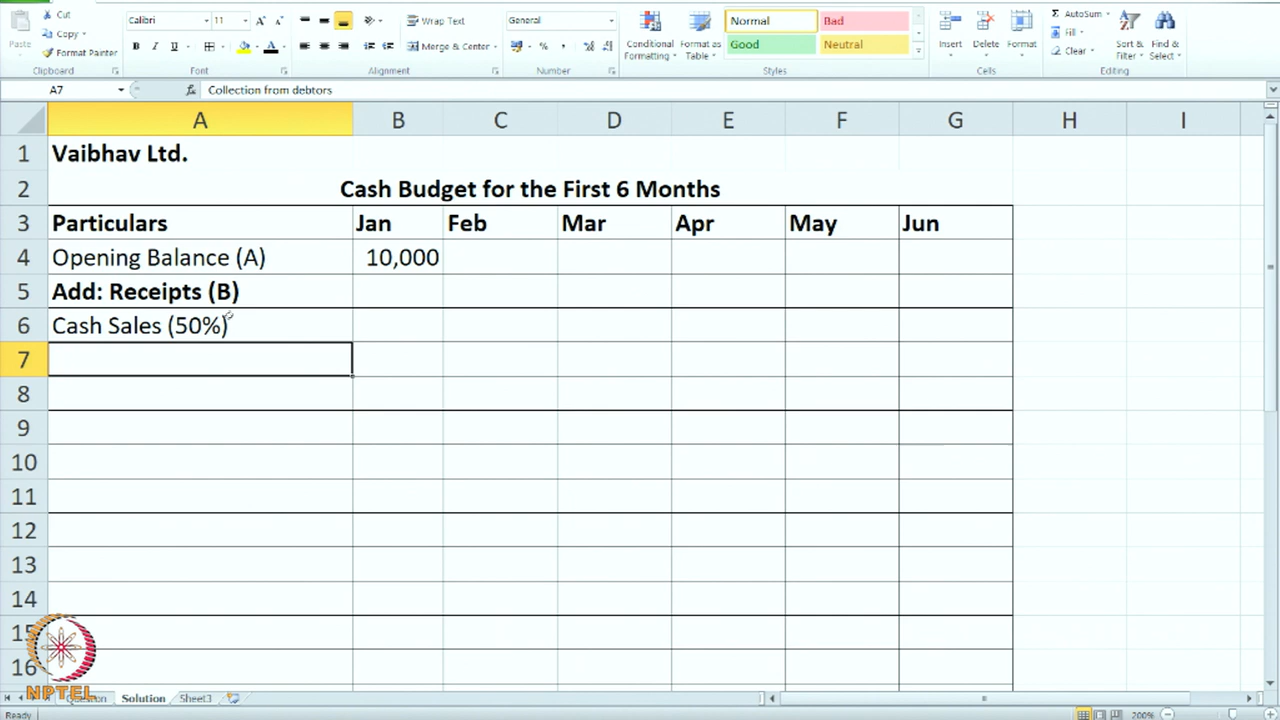 Cut
Calibri 11
Wrap Text
General
Normal Bad
AutoSum
Copy
Fill
Paste
Format Painter
B I U
Merge & Center
%
Conditional Formatting
Format as Table
Good Neutral
Insert Delete Format
Clear
Sort & Filter
Find & Select
Clipboard Font Alignment Number Styles Cells Editing
A7 fx Collection from debtors
A B C D E F G H I
1 Vaibhav Ltd.
2 Cash Budget for the First 6 Months
3 Particulars Jan Feb Mar Apr May Jun
4 Opening Balance (A) 10,000
5 Add: Receipts (B)
6 Cash Sales (50%)
7
8
9
10
11
12
13
14
15
16
NPTEL
Solution Sheet3
Ready 200%